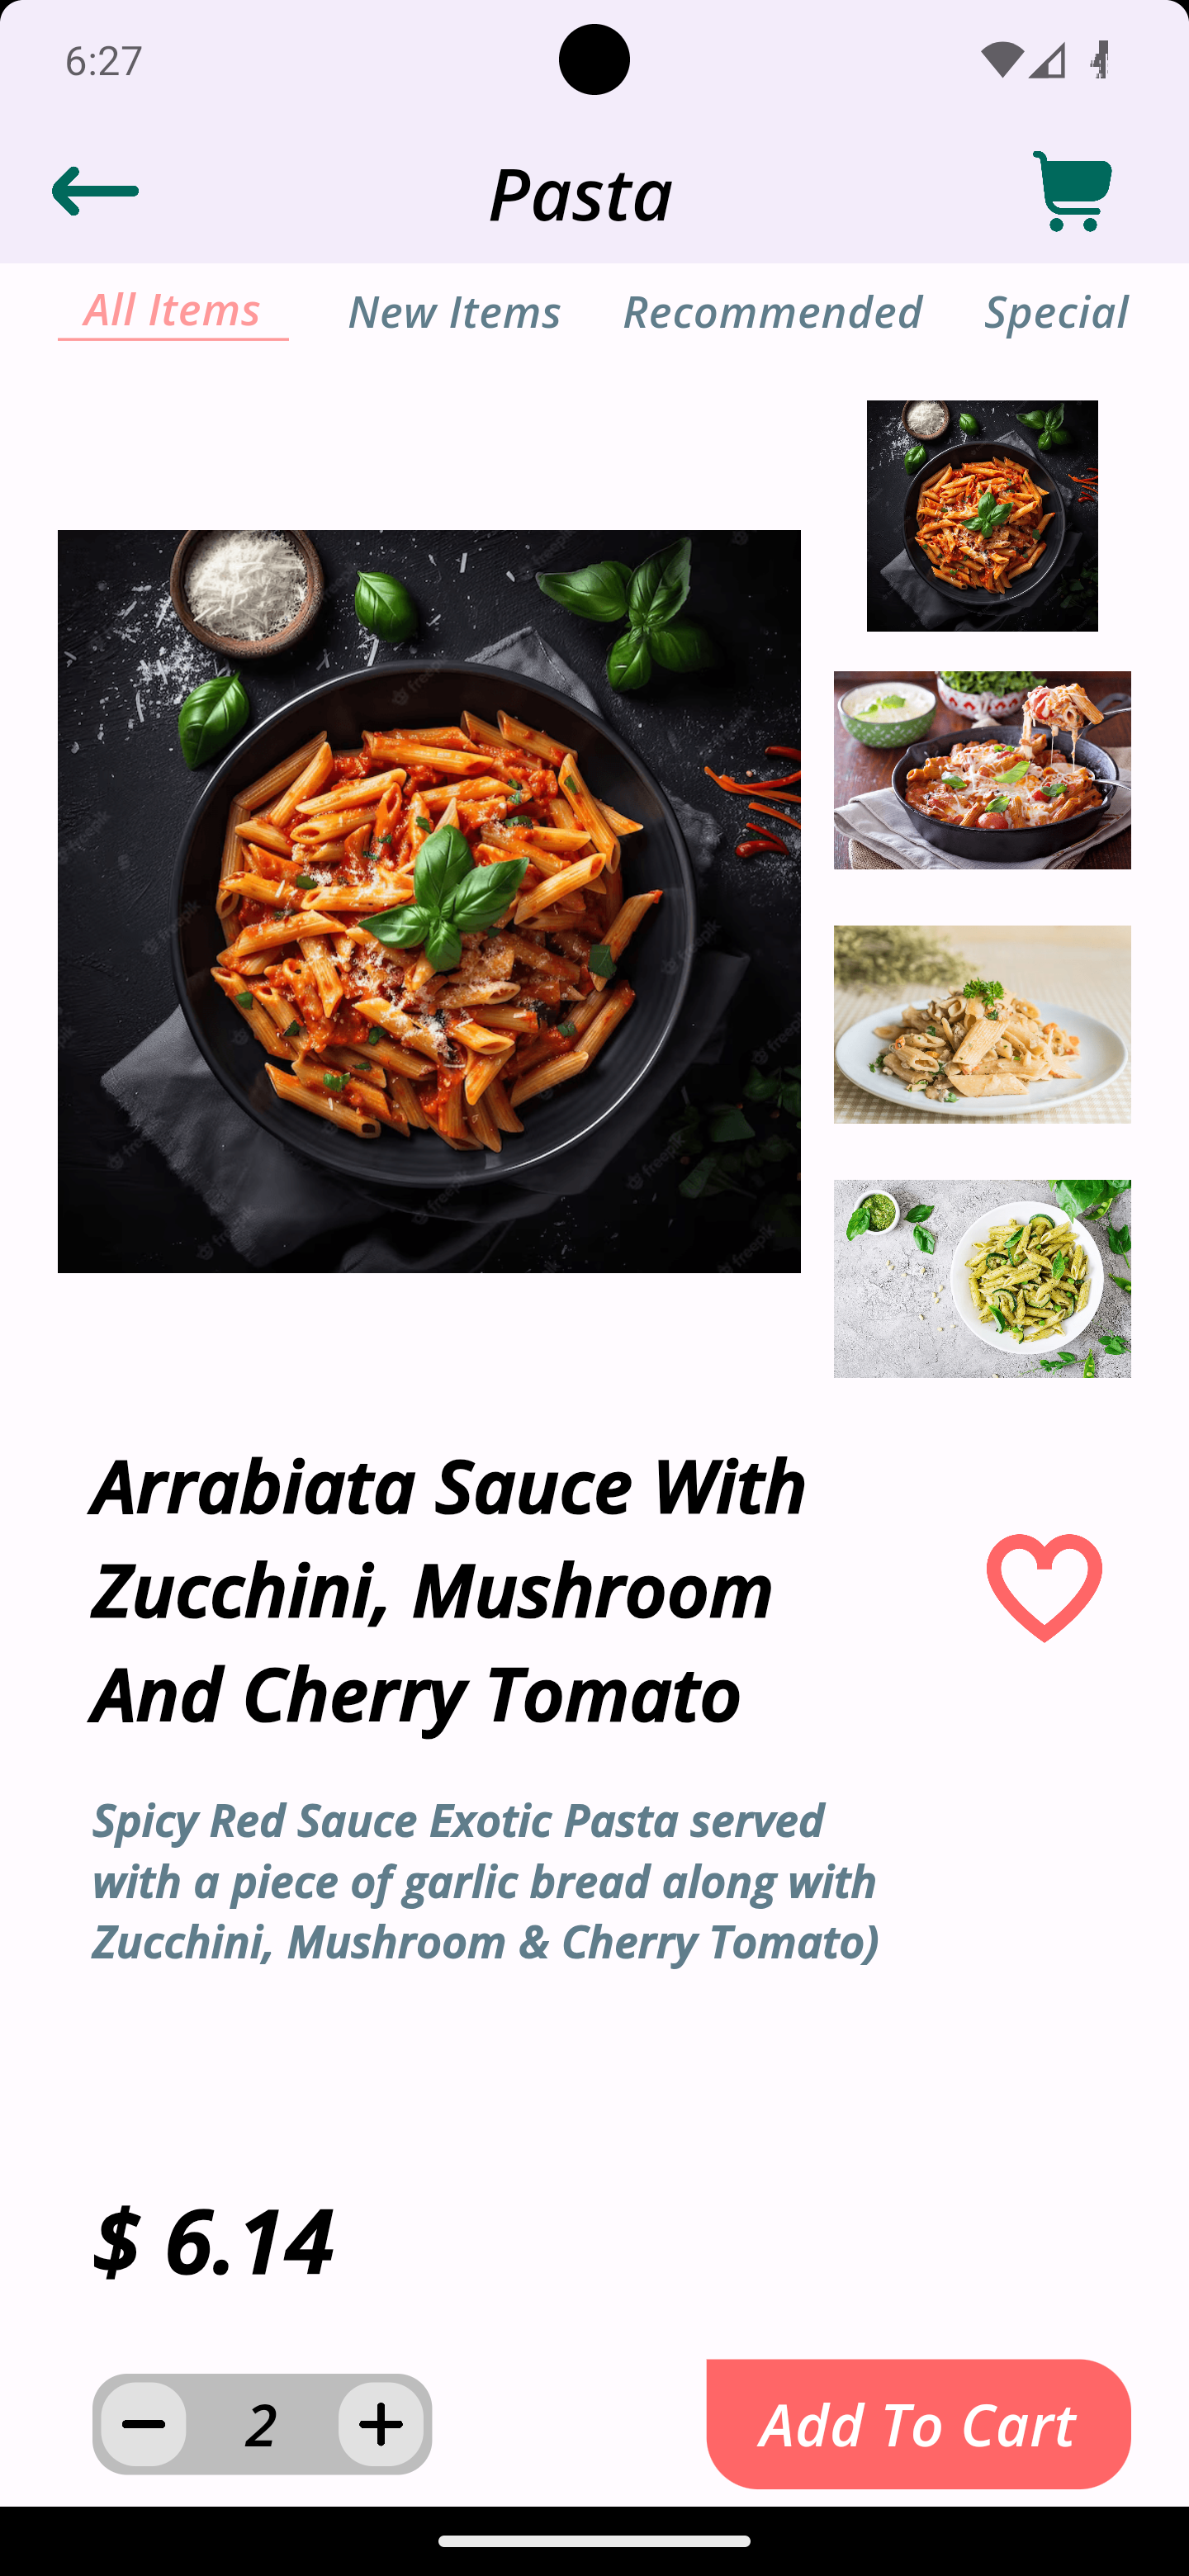 6:27
Pasta
All Items
New Items
Recommended
Special
Arrabiata Sauce With
Zucchini, Mushroom
And Cherry Tomato
Spicy Red Sauce Exotic Pasta served
with a piece of garlic bread along with
Zucchini, Mushroom & Cherry Tomato)
$ 6.14
2
Add To Cart